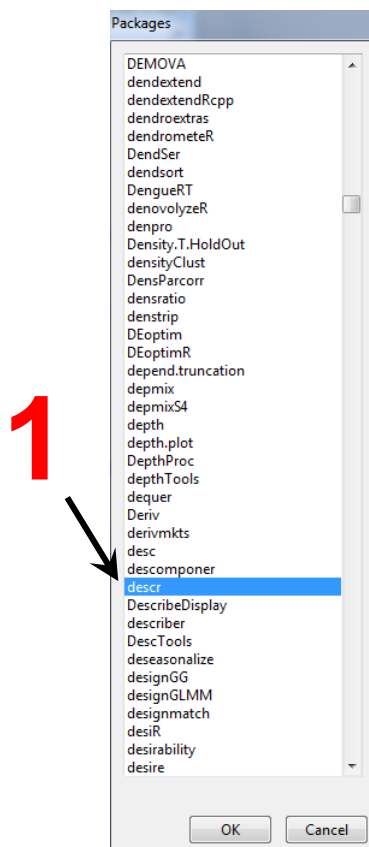 Packages
DEMOVA
dendextend
dendextendRcpp
dendroextras
dendrometeR
DendSer
dendsort
DengueRT
denovolyzeR
denpro
Density.T.HoldOut
densityClust
DensParcorr
densratio
denstrip
DEoptim
DEoptimR
depend.truncation
depmix
depmixS4
depth
depth.plot
DepthProc
depthTools
dequer
Deriv
derivmkts
desc
descomponer
descr
DescribeDisplay
describer
DescTools
deseasonalize
designGG
designGLMM
designmatch
desiR
desirability
desire
1
OK Cancel